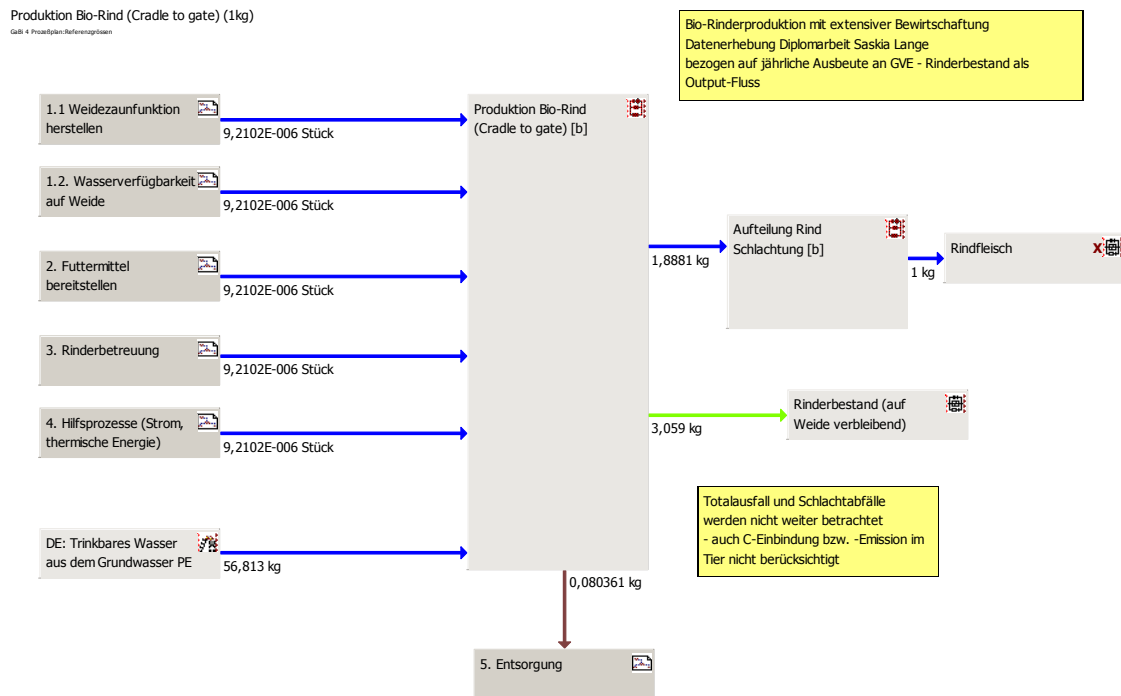 Produktion Bio-Rind (Cradle to gate) (1kg)
GaBi 4 Prozeßplan:Referenzgrössen
Bio-Rinderproduktion mit extensiver Bewirtschaftung
Datenerhebung Diplomarbeit Saskia Lange
bezogen auf jährliche Ausbeute an GVE - Rinderbestand als
Output-Fluss
1.1 Weidezaunfunktion
herstellen
9,2102E-006 Stück
1.2. Wasserverfügbarkeit
auf Weide
9,2102E-006 Stück
2. Futtermittel
bereitstellen
9,2102E-006 Stück
3. Rinderbetreuung
9,2102E-006 Stück
4. Hilfsprozesse (Strom,
thermische Energie)
9,2102E-006 Stück
DE: Trinkbares Wasser
aus dem Grundwasser PE
56,813 kg
Produktion Bio-Rind
(Cradle to gate) [b]
1,8881 kg
Aufteilung Rind
Schlachtung [b]
1 kg
Rindfleisch
X
3,059 kg
Rinderbestand (auf
Weide verbleibend)
Totalausfall und Schlachtabfälle
werden nicht weiter betrachtet
- auch C-Einbindung bzw. -Emission im
Tier nicht berücksichtigt
0,080361 kg
5. Entsorgung